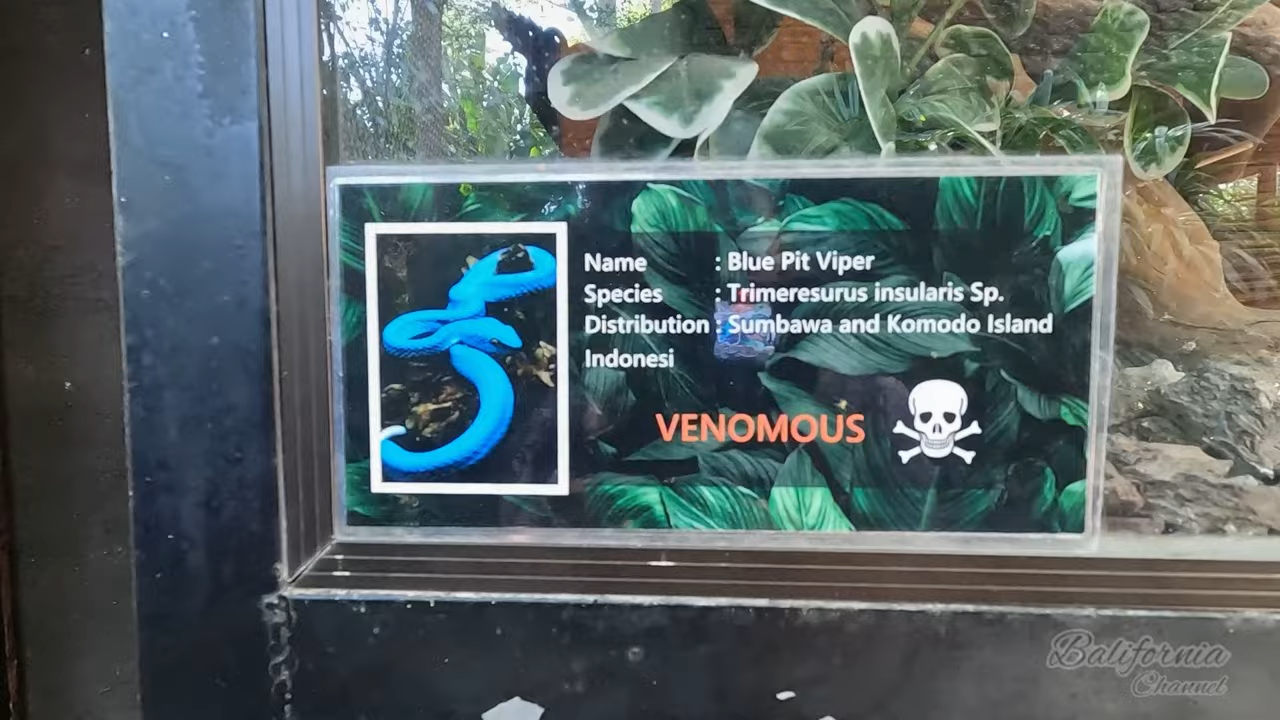 Name : Blue Pit Viper
Species : Trimeresurus insularis Sp.
Distribution : Sumbawa and Komodo Island
Indonesi
VENOMOUS
Balifornia
Channel